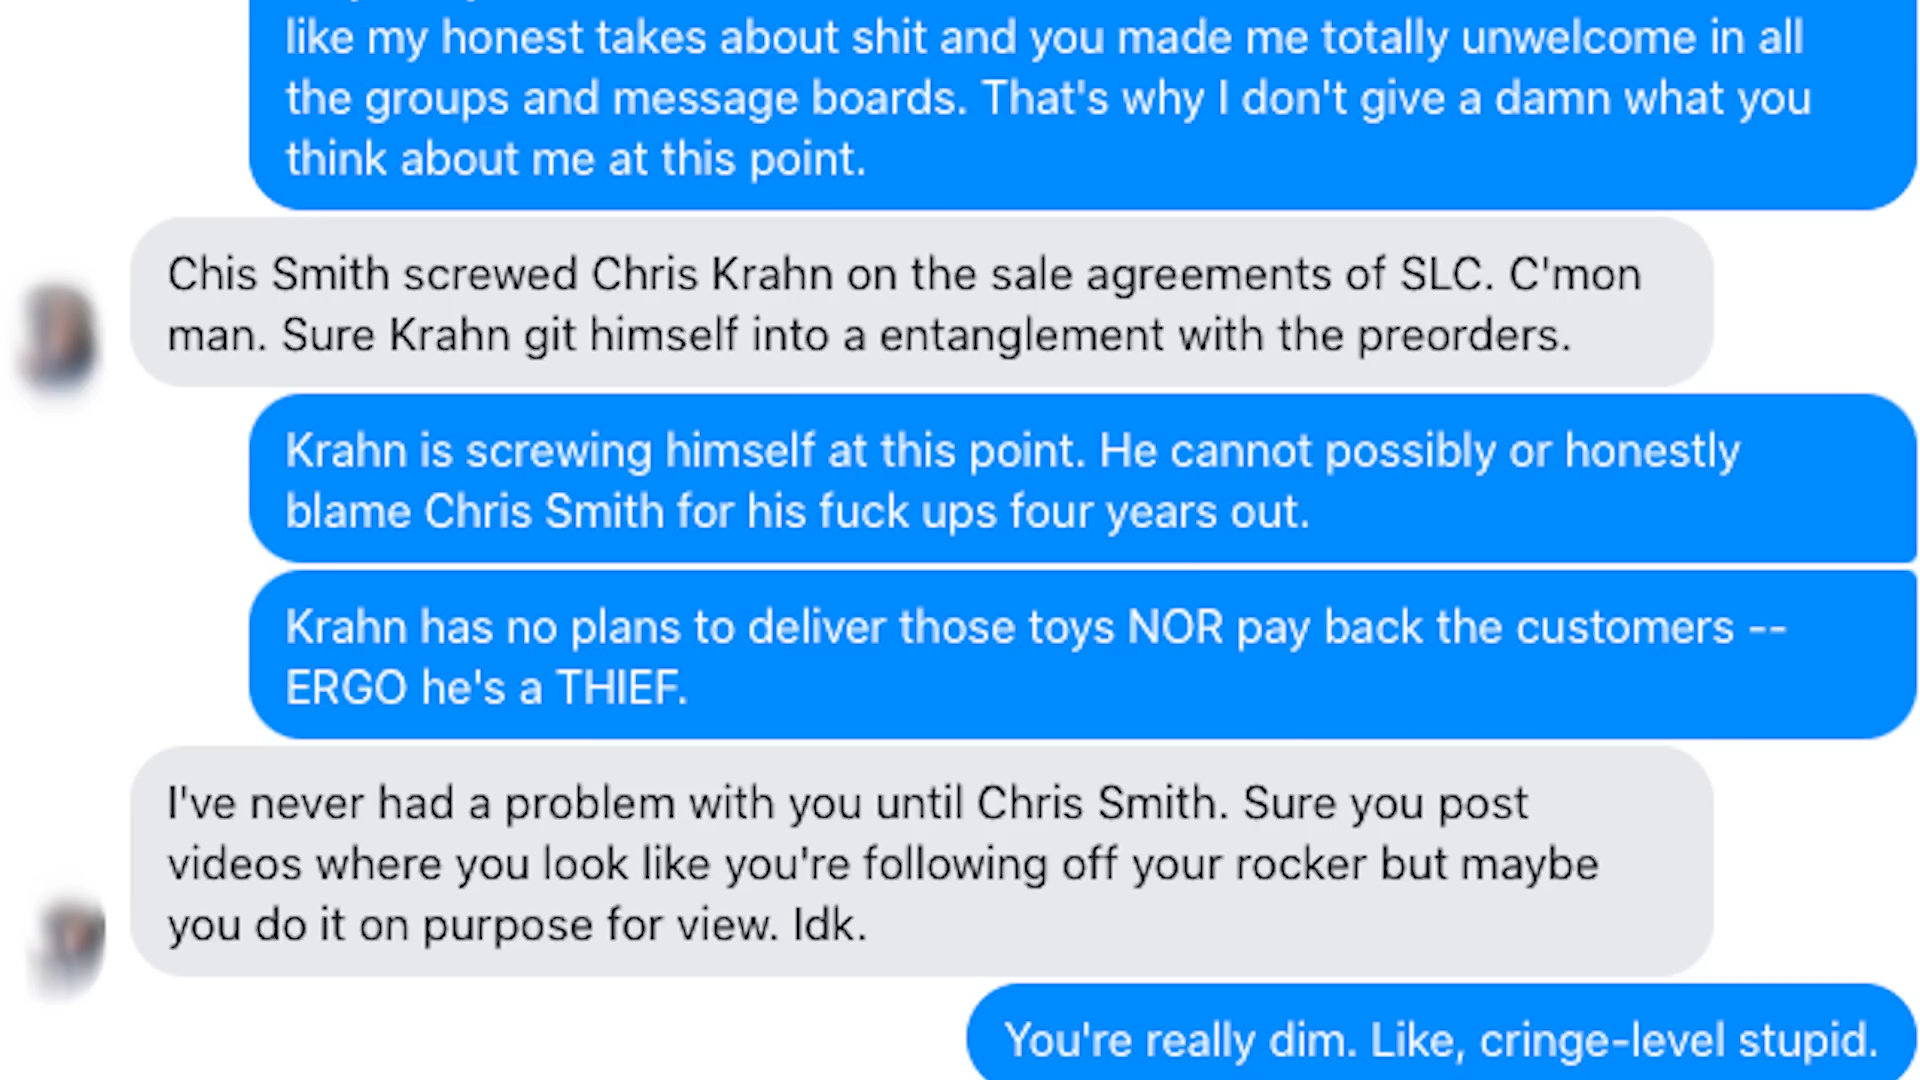 like my honest takes about shit and you made me totally unwelcome in all
the groups and message boards. That's why I don't give a damn what you
think about me at this point.
Chis Smith screwed Chris Krahn on the sale agreements of SLC. C'mon
man. Sure Krahn git himself into a entanglement with the preorders.
Krahn is screwing himself at this point. He cannot possibly or honestly
blame Chris Smith for his fuck ups four years out.
Krahn has no plans to deliver those toys NOR pay back the customers --
ERGO he's a THIEF.
I've never had a problem with you until Chris Smith. Sure you post
videos where you look like you're following off your rocker but maybe
you do it on purpose for view. Idk.
You're really dim. Like, cringe-level stupid.